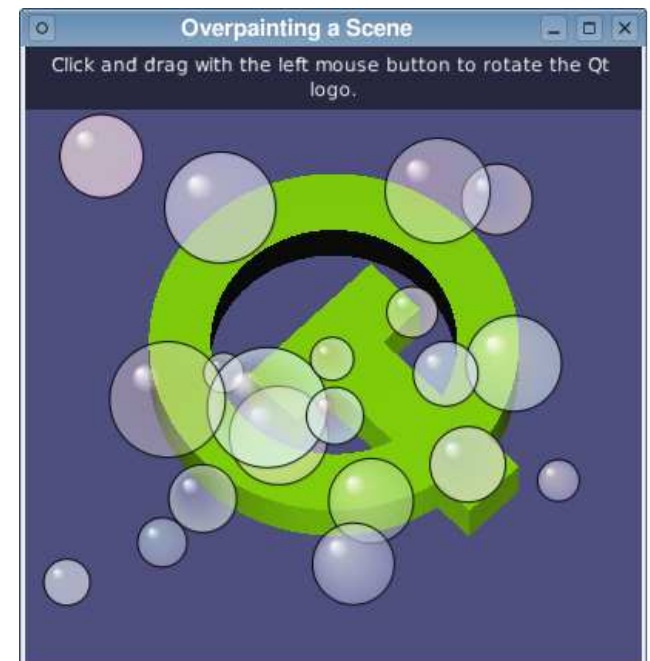 Overpainting a Scene
Click and drag with the left mouse button to rotate the Qt
logo.